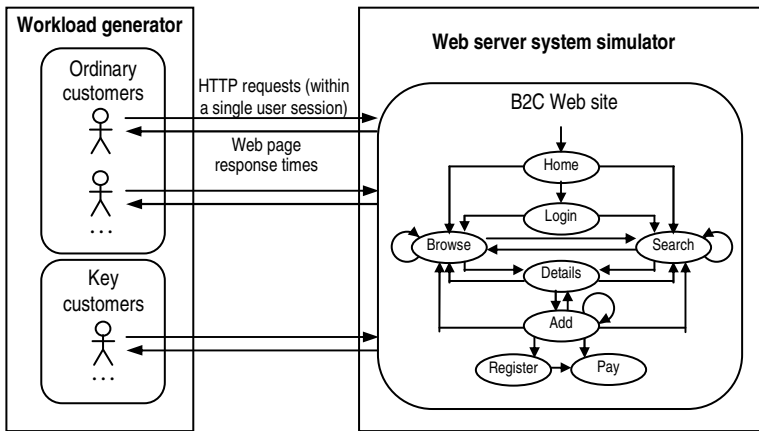 Workload generator
Ordinary
customers
...
Key
customers
...
HTTP requests (within
a single user session)
Web page
response times
Web server system simulator
B2C Web site
Home
Login
Browse
Search
Details
Add
Register
Pay